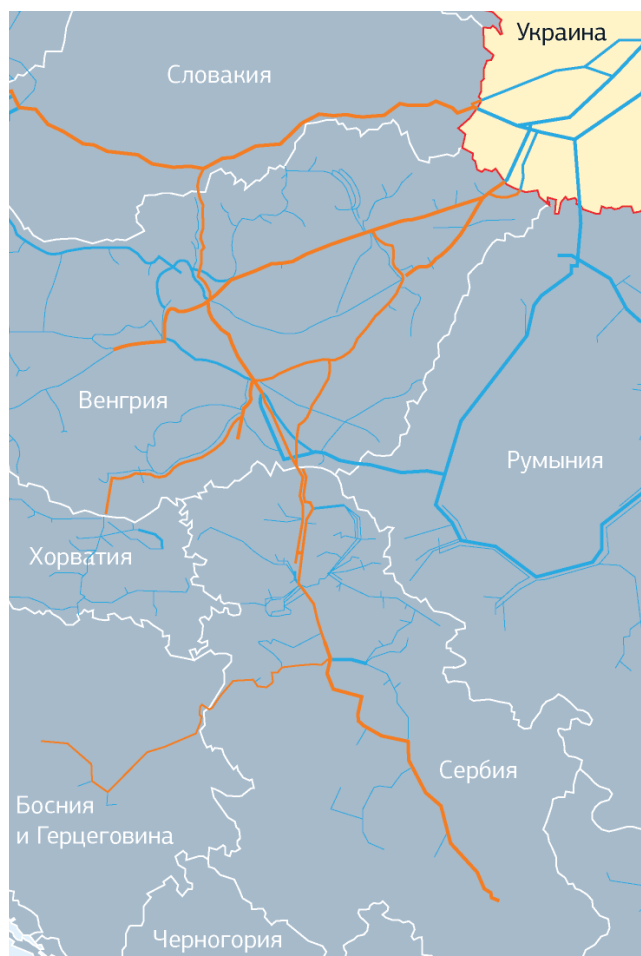 Украина
Словакия
Венгрия
Румыния
Хорватия
Сербия
Босния
и Герцеговина
Черногория